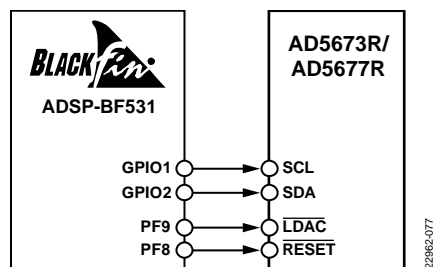 BLACKfin
ADSP-BF531
AD5673R/
AD5677R
GPIO1
SCL
GPIO2
SDA
PF9
LDAC
PF8
RESET
22962-077